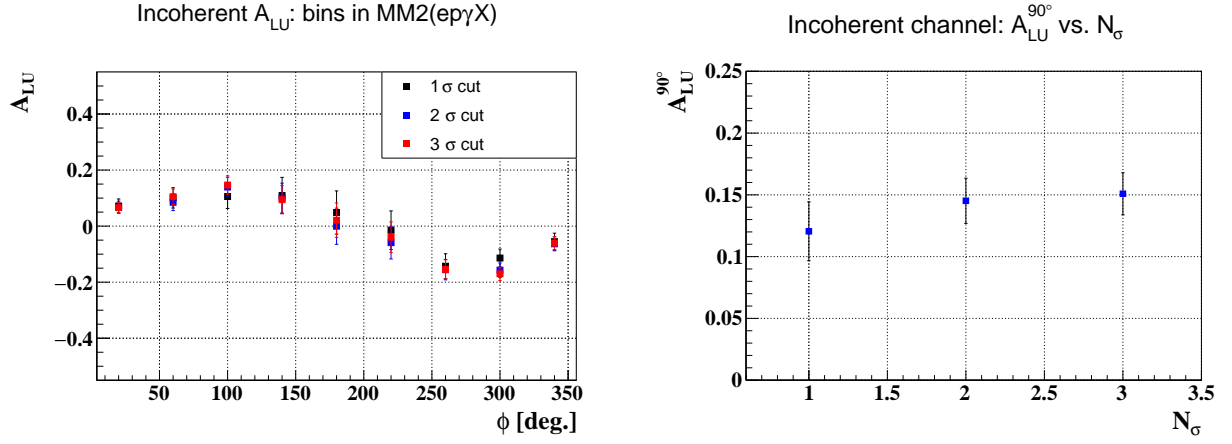 Incoherent A_LU: bins in MM2(epγX)
A_LU
0.4
0.2
0
−0.2
−0.4
1 σ cut
2 σ cut
3 σ cut
0 50 100 150 200 250 300 350
ϕ [deg.]
Incoherent channel: A_LU^90° vs. N_σ
A_LU^90°
0.25
0.2
0.15
0.1
0.05
0
1 1.5 2 2.5 3 3.5
N_σ